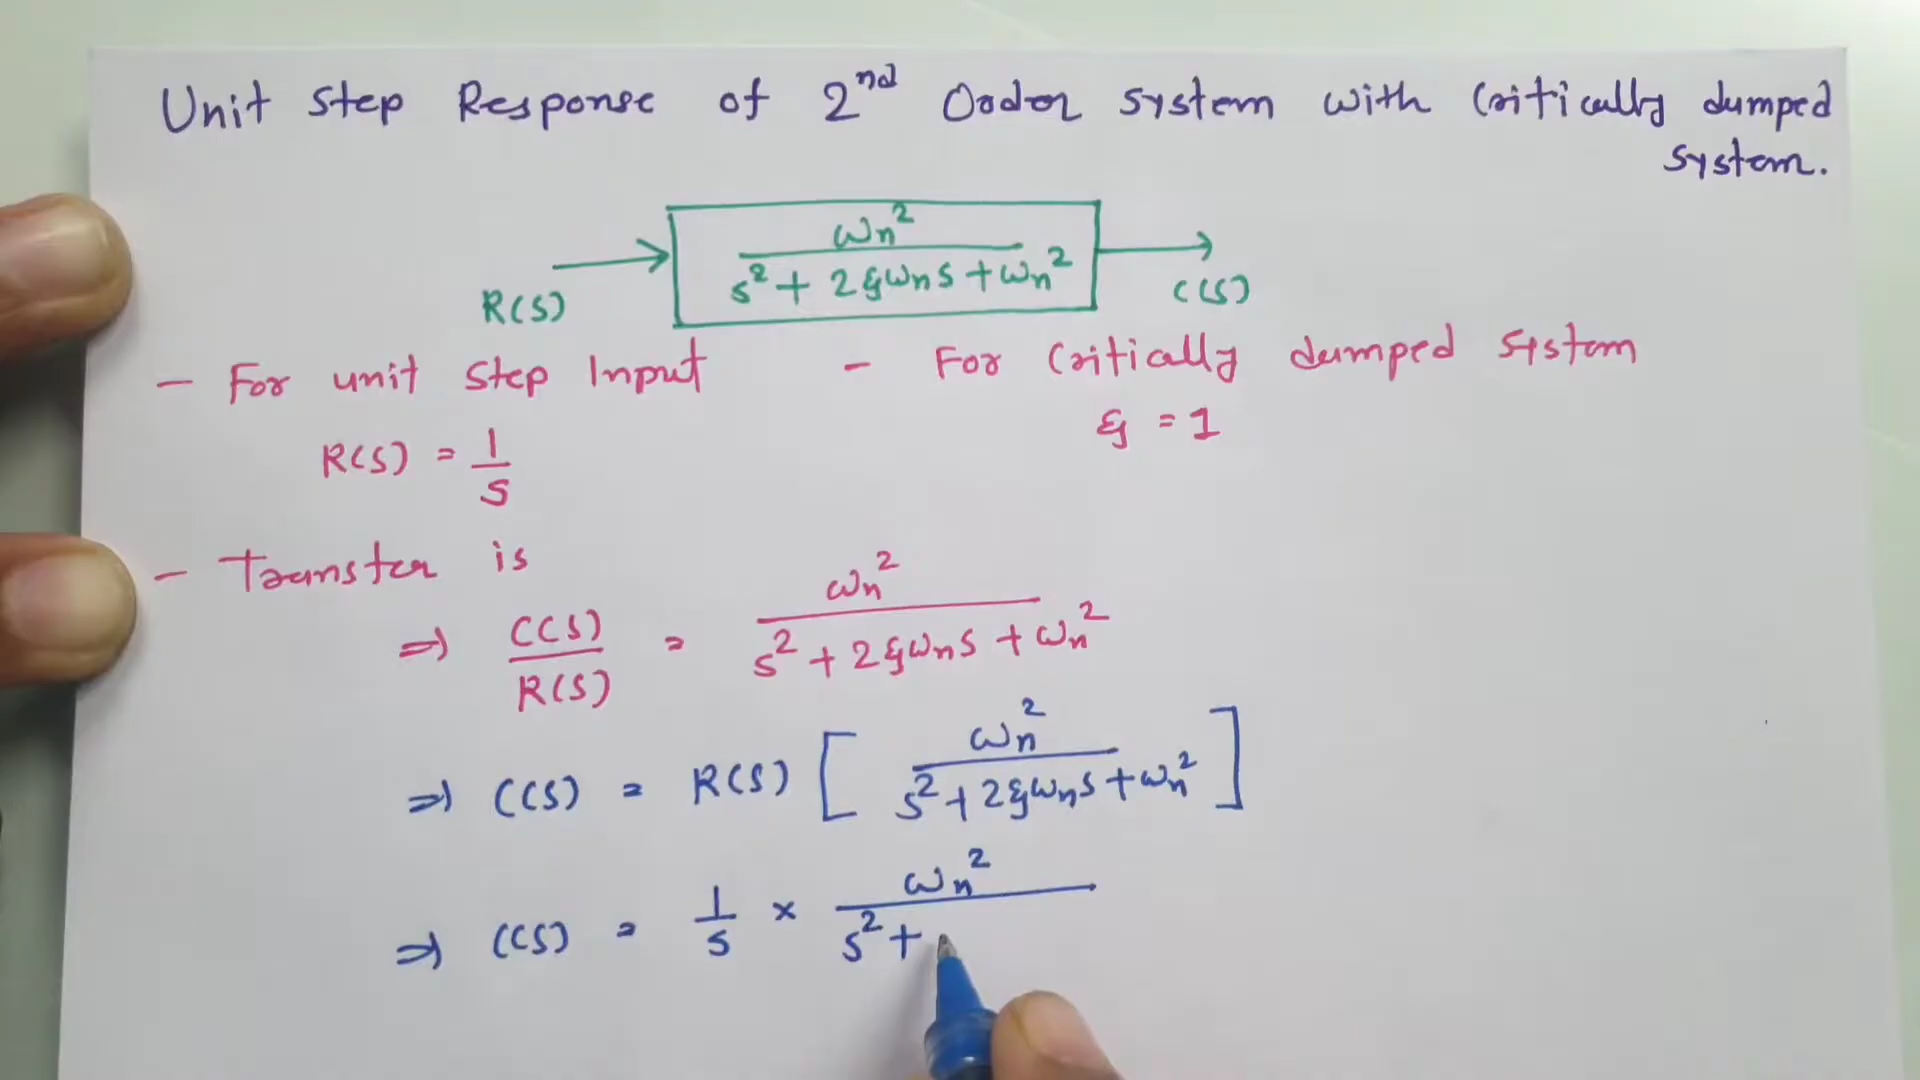 Unit Step Response of 2nd Oodor system with Critically dumped
system.
ωn²
R(S) s² + 2ξωns + ωn² C(S)
- For unit step Input - For Critically dumped system
ξ = 1
R(S) = 1/s
- Transter is
⇒ C(S)/R(S) = ωn² / s² + 2ξωns + ωn²
⇒ C(S) = R(S) [ ωn² / s² + 2ξωns + ωn² ]
⇒ C(S) = 1/s × ωn² / s² +